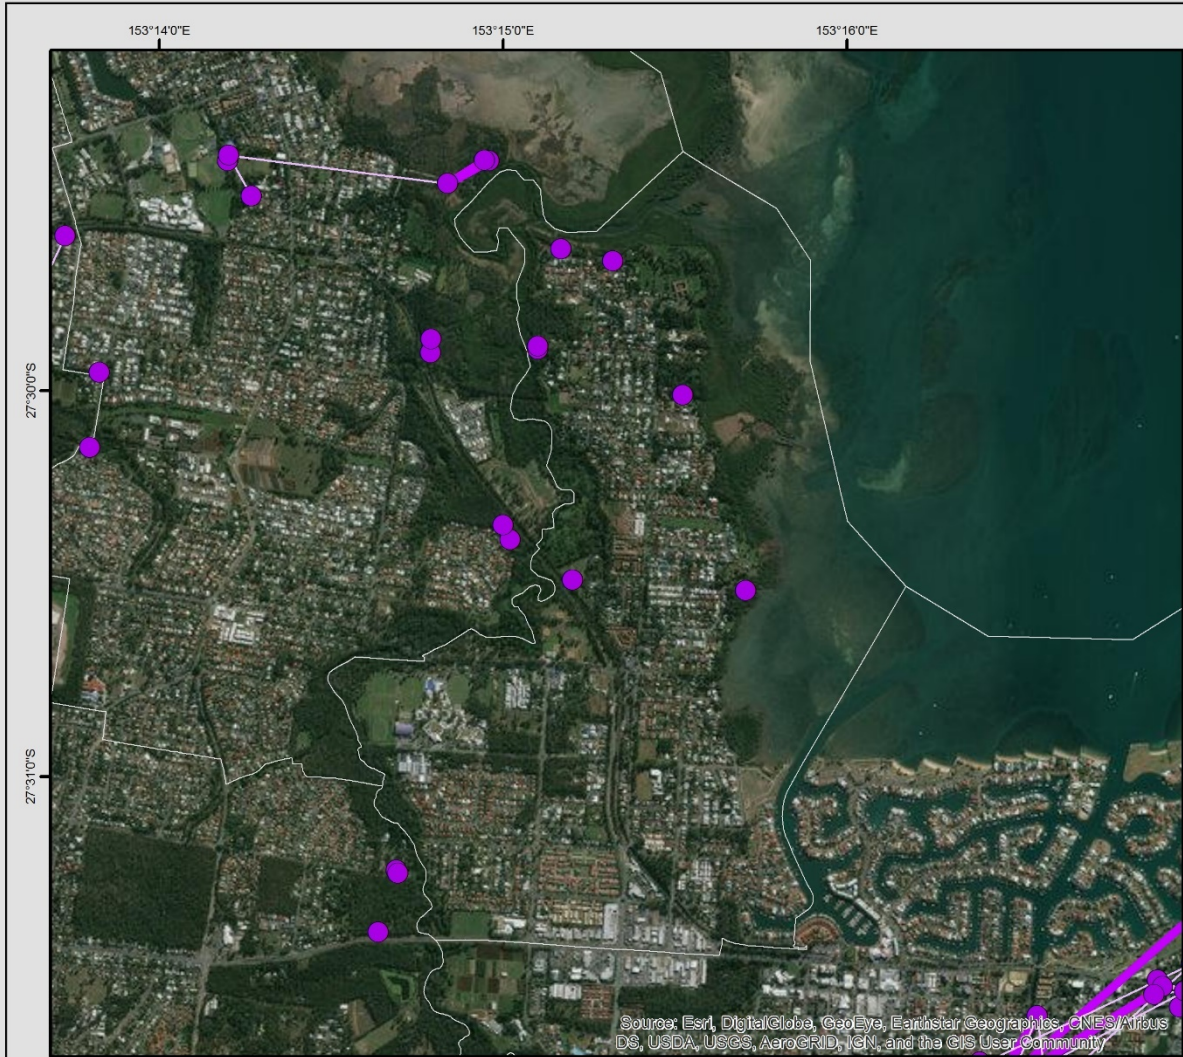 153°14'0"E 153°15'0"E 153°16'0"E
27°30'0"S
27°31'0"S
Source: Esri, DigitalGlobe, GeoEye, Earthstar Geographics, CNES/Airbus
DS, USDA, USGS, AeroGRID, IGN, and the GIS User Community